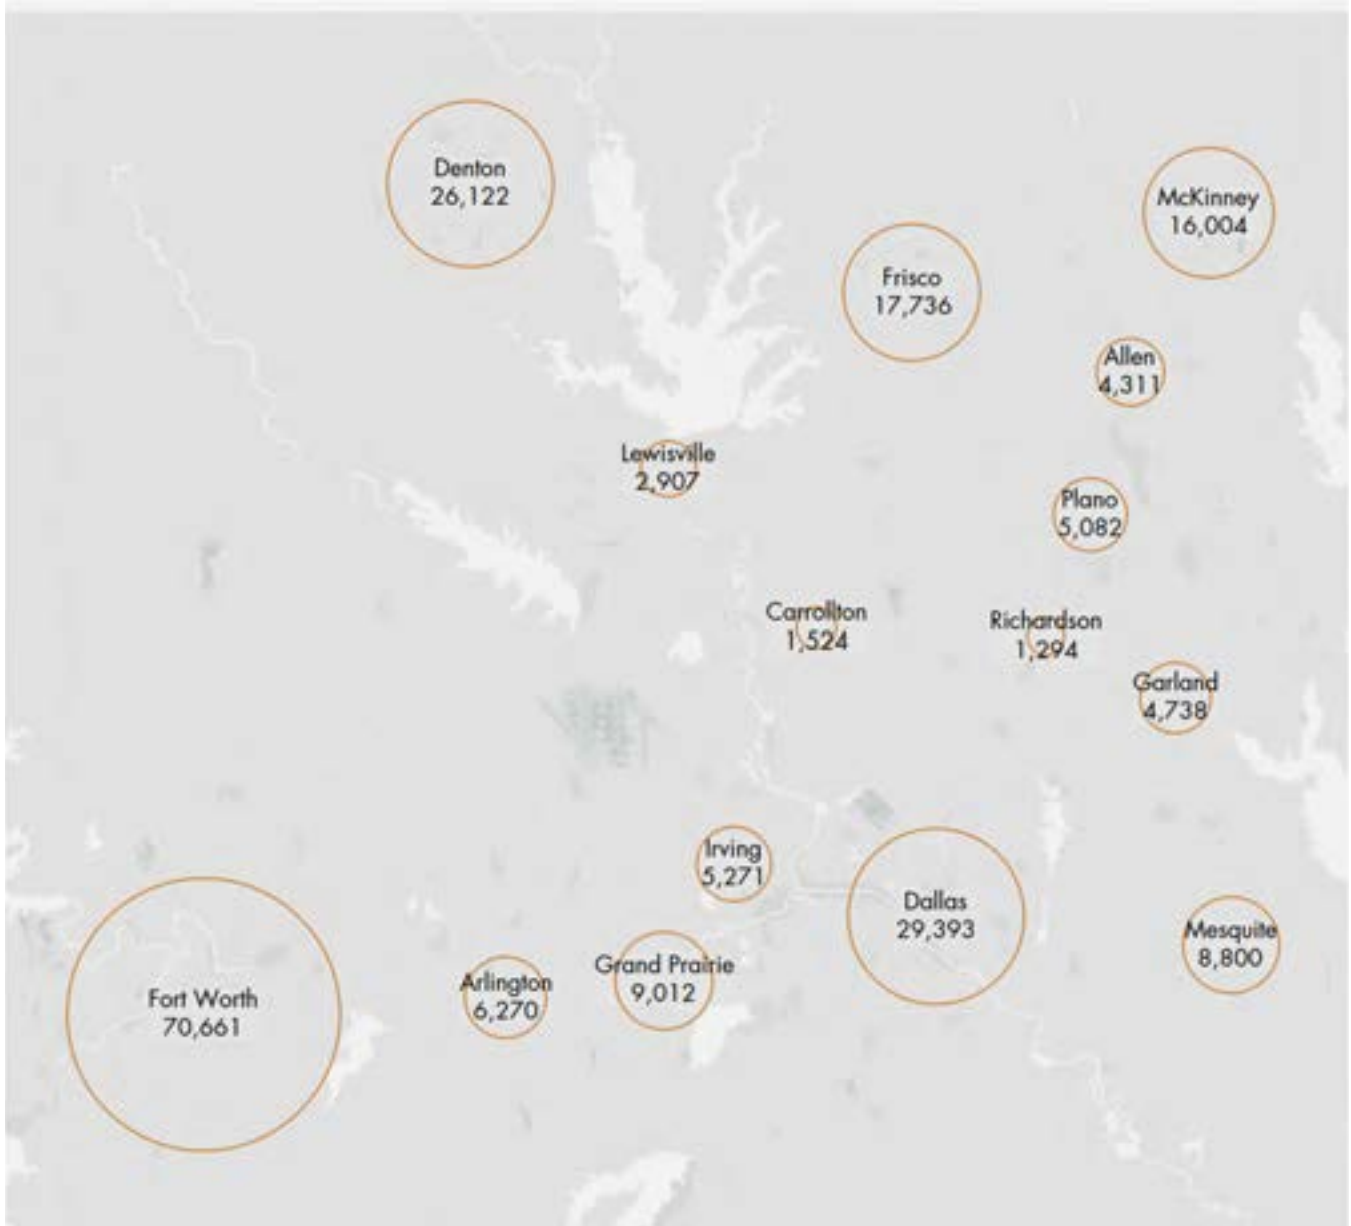 Denton
26,122
McKinney
16,004
Frisco
17,736
Allen
4,311
Lewisville
2,907
Plano
5,082
Carrollton
1,524
Richardson
1,294
Garland
4,738
Irving
5,271
Dallas
29,393
Mesquite
8,800
Grand Prairie
9,012
Arlington
6,270
Fort Worth
70,661